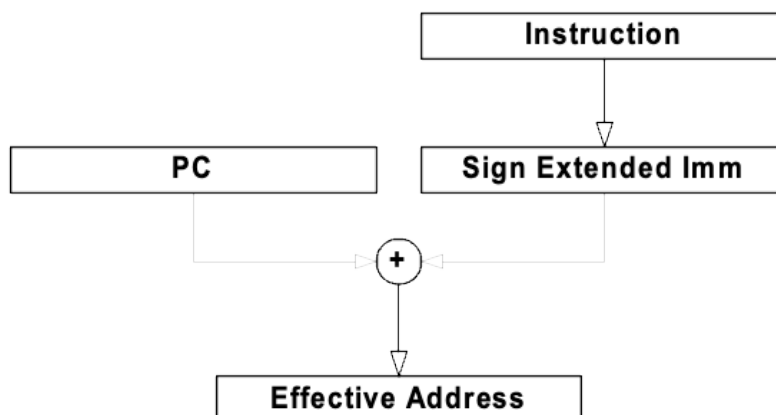 Instruction
PC
Sign Extended Imm
+
Effective Address